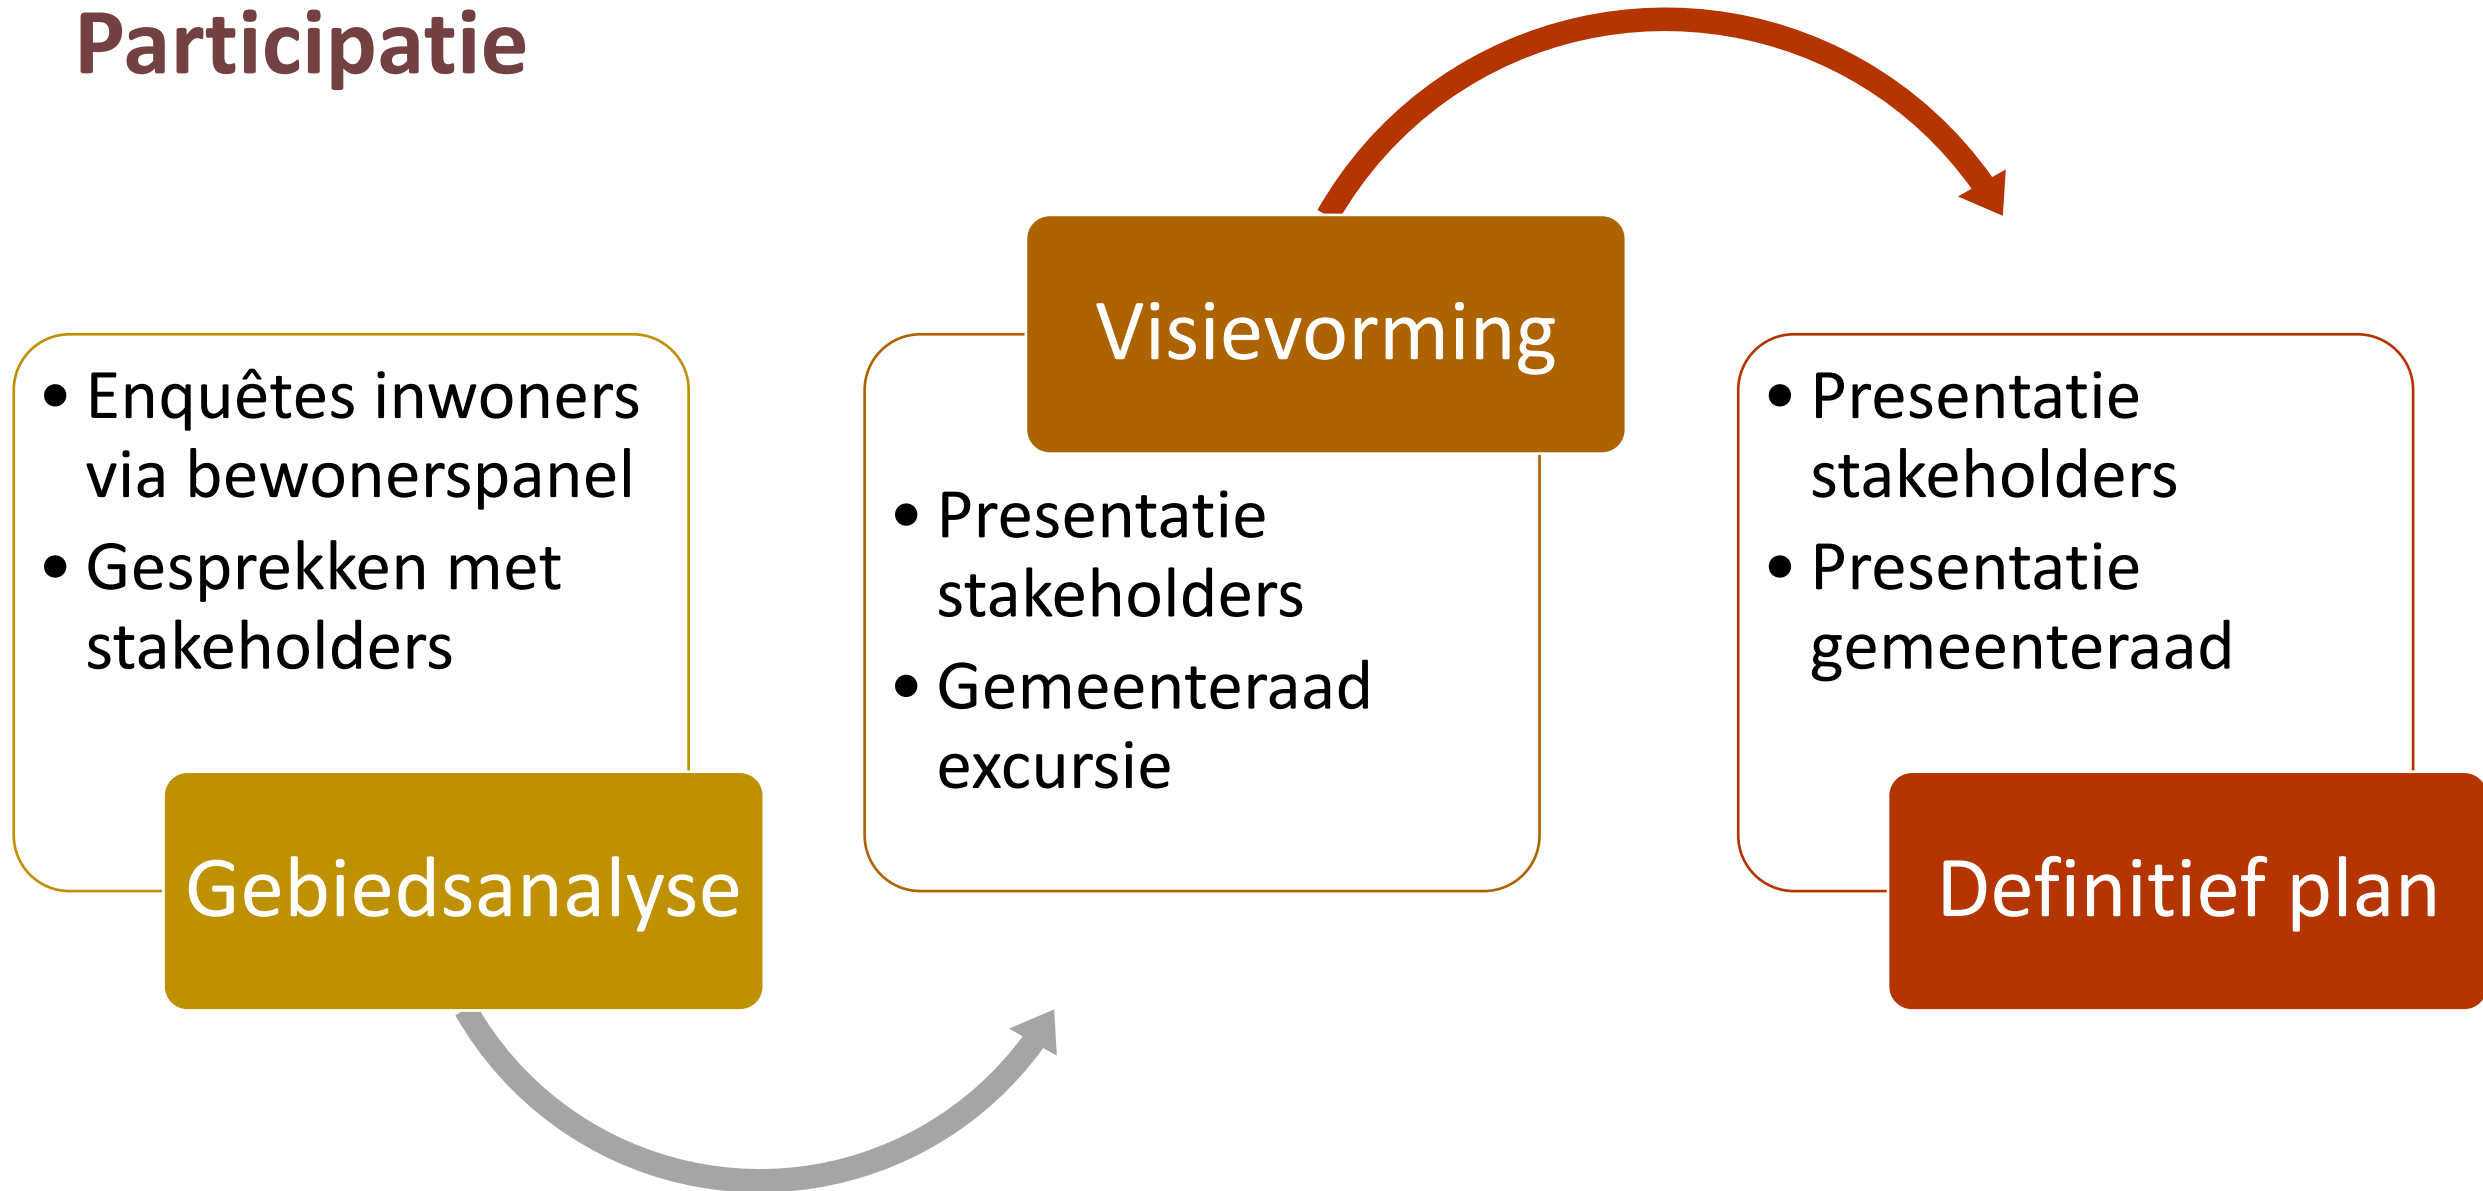 Participatie
• Enquêtes inwoners
via bewonerspanel
• Gesprekken met
stakeholders
Gebiedsanalyse
Visievorming
• Presentatie
stakeholders
• Gemeenteraad
excursie
• Presentatie
stakeholders
• Presentatie
gemeenteraad
Definitief plan